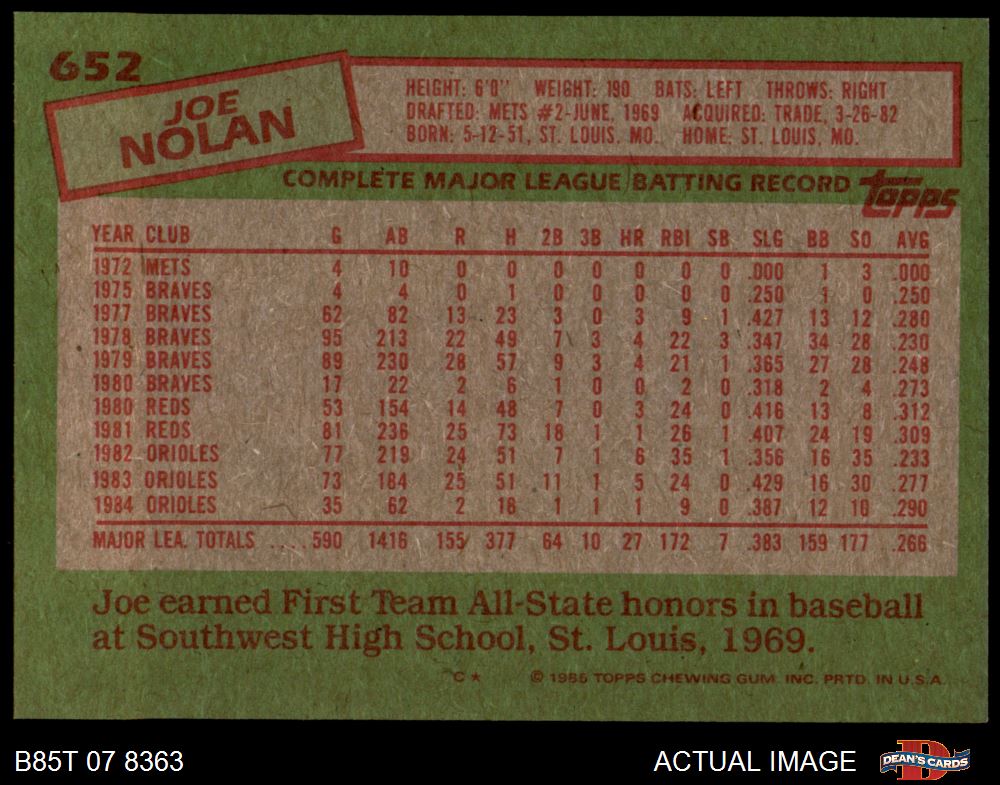 652
JOE
NOLAN
HEIGHT: 6'0" WEIGHT: 190 BATS: LEFT THROWS: RIGHT
DRAFTED: METS #2-JUNE, 1969 ACQUIRED: TRADE, 3-26-82
BORN: 5-12-51, ST. LOUIS, MO. HOME: ST. LOUIS, MO.
COMPLETE MAJOR LEAGUE BATTING RECORD topps
YEAR CLUB G AB R H 2B 3B HR RBI SB SLG BB SO AVG
1972 METS 4 10 0 0 0 0 0 0 0 .000 1 3 .000
1975 BRAVES 4 4 0 1 0 0 0 0 0 .250 1 0 .250
1977 BRAVES 62 82 13 23 3 0 3 9 1 .427 13 12 .280
1978 BRAVES 95 213 22 49 7 3 4 22 3 .347 34 28 .230
1979 BRAVES 89 230 28 57 9 3 4 21 1 .365 27 28 .248
1980 BRAVES 17 22 2 6 1 0 0 2 0 .318 2 4 .273
1980 REDS 53 154 14 48 7 0 3 24 0 .416 13 8 .312
1981 REDS 81 236 25 73 18 1 1 26 1 .407 24 19 .309
1982 ORIOLES 77 219 24 51 7 1 6 35 1 .356 16 35 .233
1983 ORIOLES 73 184 25 51 11 1 5 24 0 .429 16 30 .277
1984 ORIOLES 35 62 2 18 1 1 1 9 0 .387 12 10 .290
MAJOR LEA. TOTALS ..... 590 1416 155 377 64 10 27 172 7 .383 159 177 .266
Joe earned First Team All-State honors in baseball
at Southwest High School, St. Louis, 1969.
C★ © 1985 TOPPS CHEWING GUM, INC. PRTD. IN U.S.A.
B85T 07 8363 ACTUAL IMAGE D DEAN'S CARDS